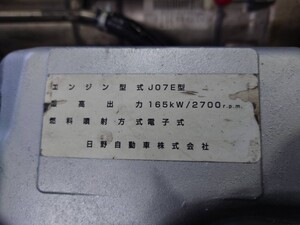 エンジン型式J07E型
最高出力165kW/2700r.p.m.
燃料噴射方式電子式
日野自動車株式会社